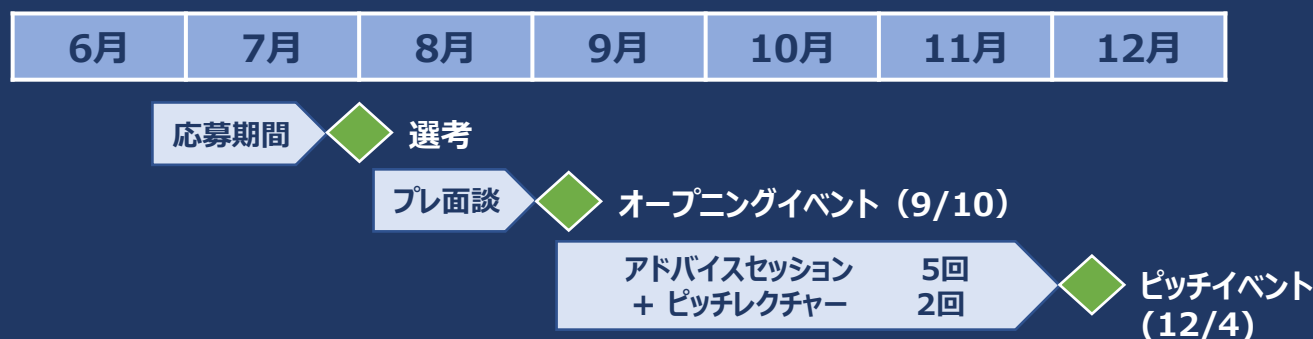 6月 7月 8月 9月 10月 11月 12月
応募期間 選考
プレ面談 オープニングイベント（9/10）
アドバイスセッション 5回
+ ピッチレクチャー 2回
ピッチイベント
(12/4)